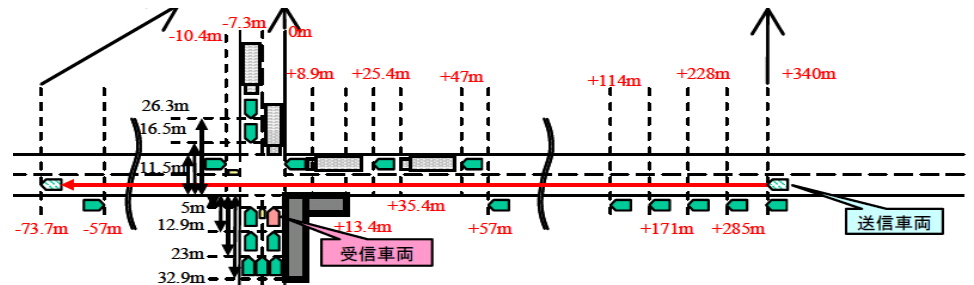 -7.3m
-10.4m
0m
+8.9m
+25.4m
+47m
+114m
+228m
+340m
26.3m
16.5m
11.5m
5m
12.9m
23m
32.9m
-73.7m
-57m
+13.4m
+35.4m
+57m
+171m
+285m
受信車両
送信車両